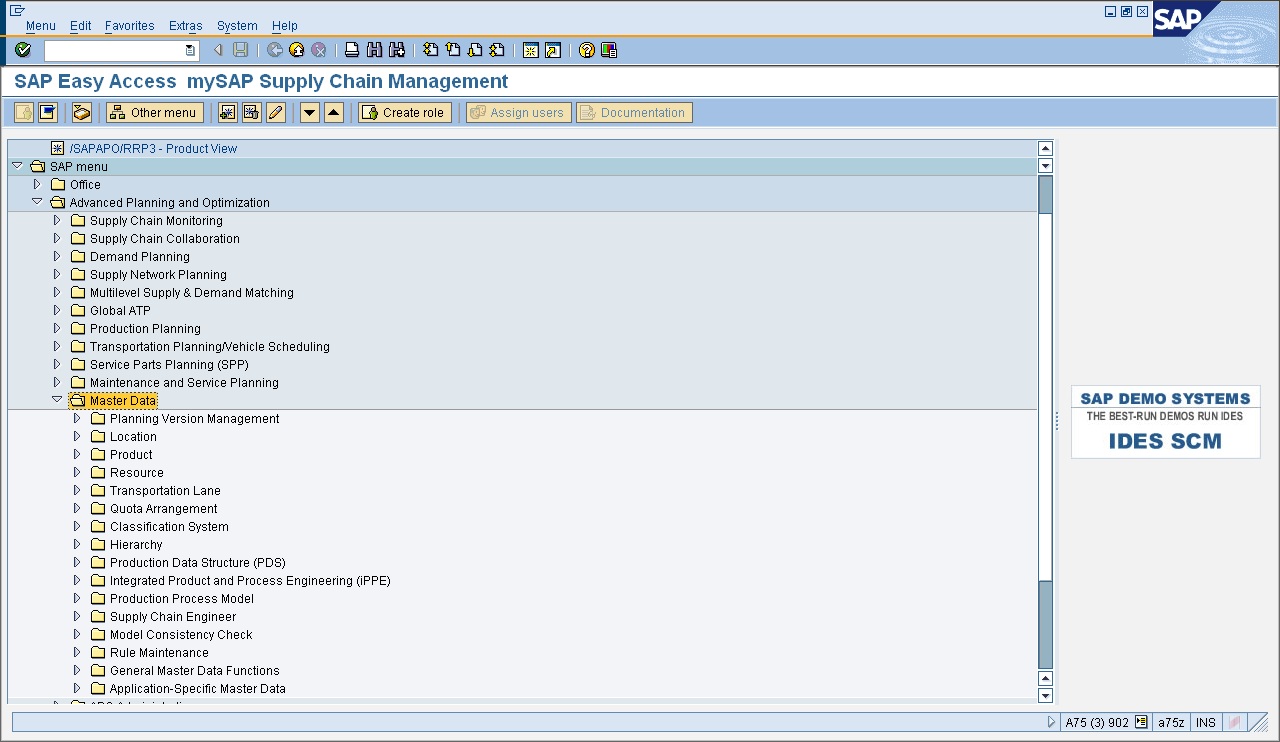 Menu Edit Favorites Extras System Help
SAP
SAP Easy Access mySAP Supply Chain Management
Other menu Create role Assign users Documentation
/SAPAPO/RRP3 - Product View
SAP menu
Office
Advanced Planning and Optimization
Supply Chain Monitoring
Supply Chain Collaboration
Demand Planning
Supply Network Planning
Multilevel Supply & Demand Matching
Global ATP
Production Planning
Transportation Planning/Vehicle Scheduling
Service Parts Planning (SPP)
Maintenance and Service Planning
Master Data
Planning Version Management
Location
Product
Resource
Transportation Lane
Quota Arrangement
Classification System
Hierarchy
Production Data Structure (PDS)
Integrated Product and Process Engineering (iPPE)
Production Process Model
Supply Chain Engineer
Model Consistency Check
Rule Maintenance
General Master Data Functions
Application-Specific Master Data
SAP DEMO SYSTEMS
THE BEST-RUN DEMOS RUN IDES
IDES SCM
A75 (3) 902 a75z INS